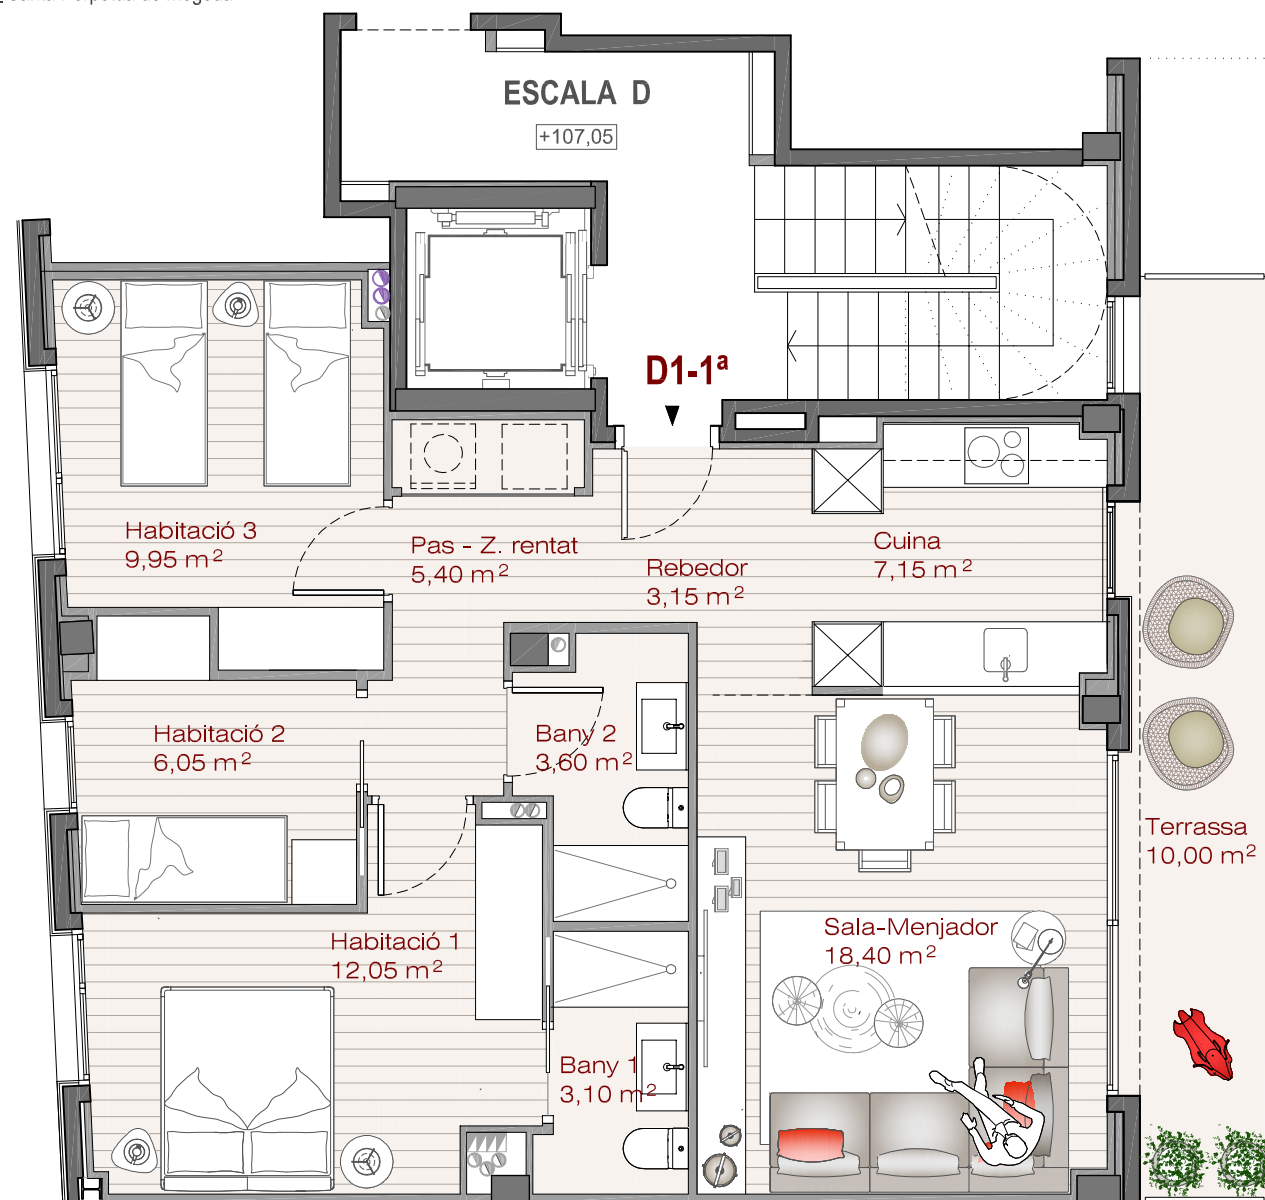 ESCALA D
+107,05
D1-1ª
Habitació 3
9,95 m²
Pas - Z. rentat
5,40 m²
Rebedor
3,15 m²
Cuina
7,15 m²
Habitació 2
6,05 m²
Bany 2
3,60 m²
Terrassa
10,00 m²
Habitació 1
12,05 m²
Sala-Menjador
18,40 m²
Bany 1
3,10 m²